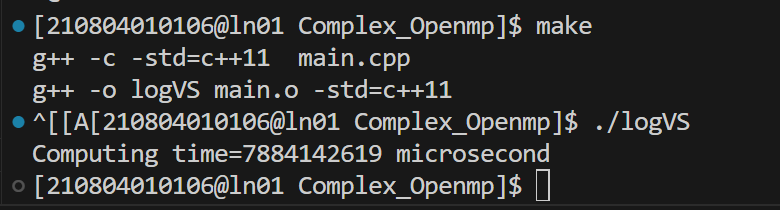 [210804010106@ln01 Complex_Openmp]$ make
g++ -c -std=c++11  main.cpp
g++ -o logVS main.o -std=c++11
^[[A[210804010106@ln01 Complex_Openmp]$ ./logVS
Computing time=7884142619 microsecond
[210804010106@ln01 Complex_Openmp]$